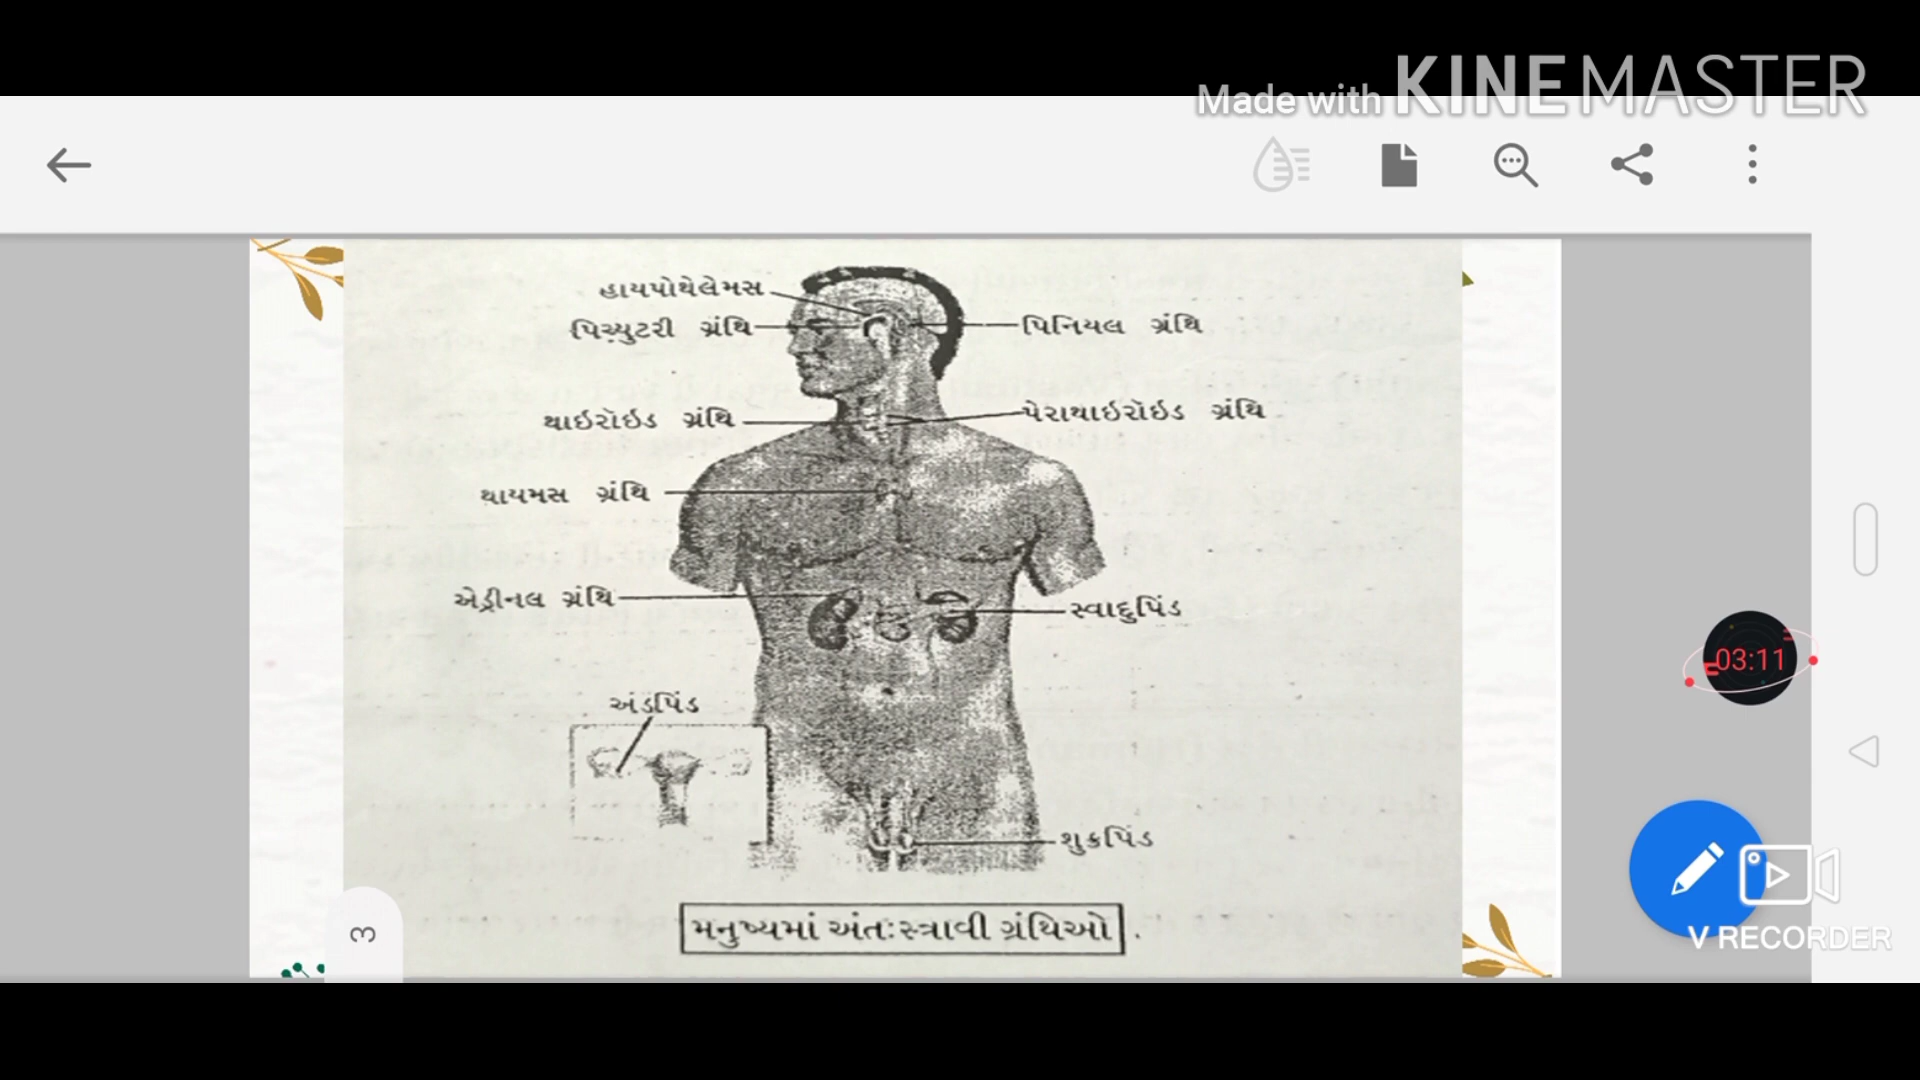 Made with KINEMASTER
હાયપોથેલેમસ
પિચ્યુટરી ગ્રંથિ
પિનિયલ ગ્રંથિ
થાઇરૉઇડ ગ્રંથિ
પેરાથાઇરૉઇડ ગ્રંથિ
થાયમસ ગ્રંથિ
એડ્રીનલ ગ્રંથિ
સ્વાદુપિંડ
03:11
અંડપિંડ
શુક્રપિંડ
3
મનુષ્યમાં અંતઃસ્ત્રાવી ગ્રંથિઓ .
V RECORDER